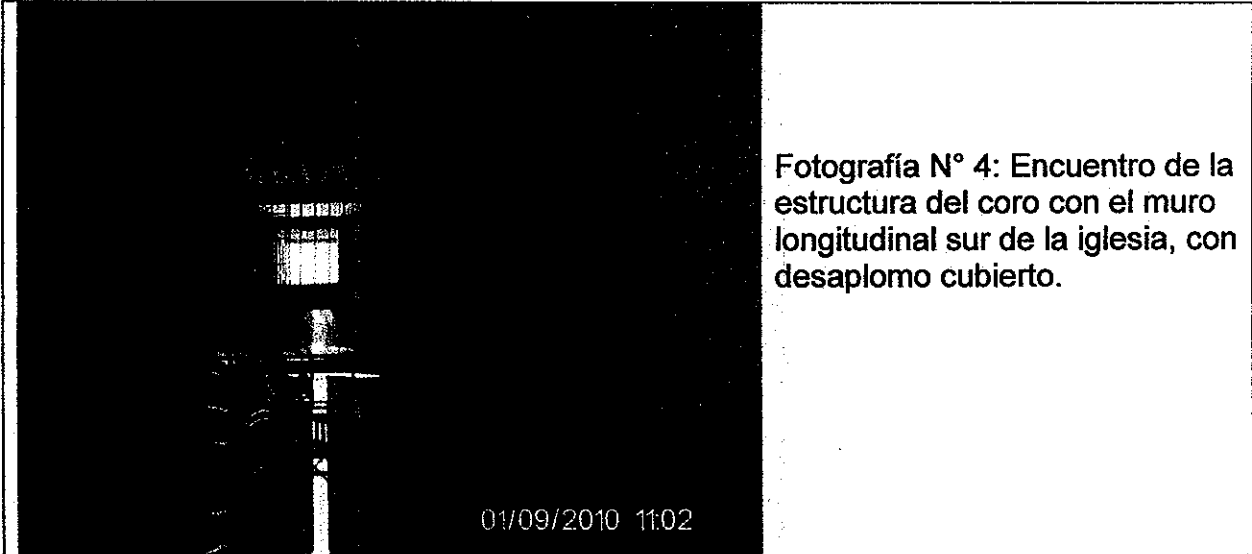 Fotografía N° 4: Encuentro de la
estructura del coro con el muro
longitudinal sur de la iglesia, con
desaplomo cubierto.
01/09/2010 11:02